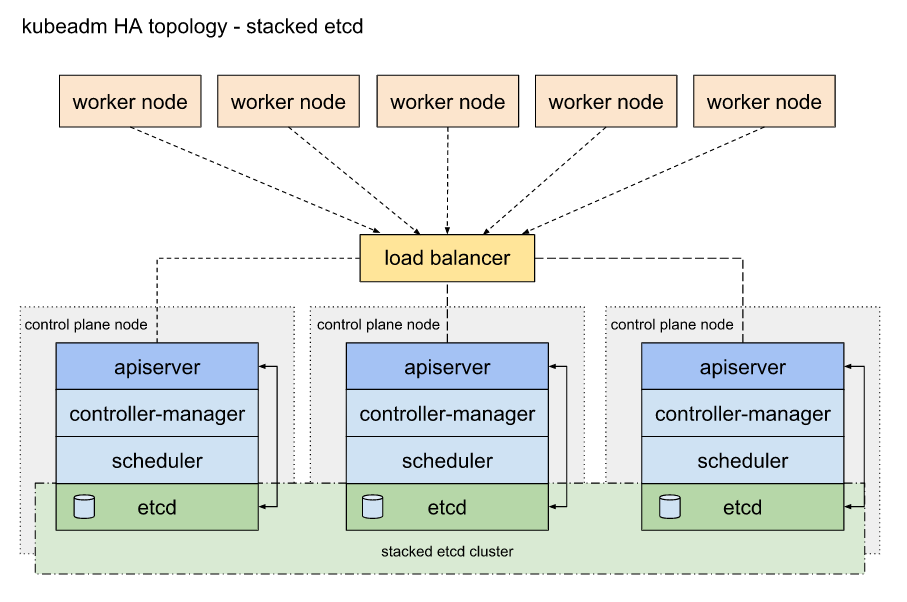 kubeadm HA topology - stacked etcd
worker node
worker node
worker node
worker node
worker node
load balancer
control plane node
control plane node
control plane node
apiserver
apiserver
apiserver
controller-manager
controller-manager
controller-manager
scheduler
scheduler
scheduler
etcd
etcd
etcd
stacked etcd cluster